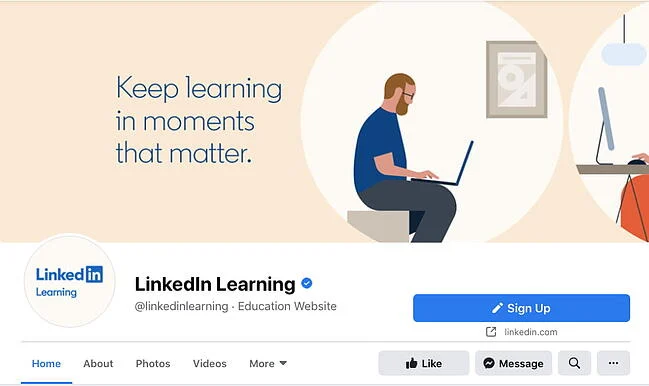 Keep learning
in moments
that matter.
Linked in
Learning
LinkedIn Learning
@linkedinlearning · Education Website
Sign Up
linkedin.com
Home About Photos Videos More Like Message